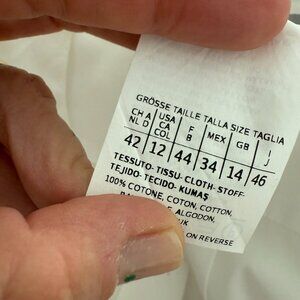 GRÖSSE TAILLE TALLA SIZE TAGLIA
CH A USA F MEX GB I
NL D CA B J
COL
42 12 44 34 14 46
TESSUTO-TISSU-CLOTH-STOFF-
TEJIDO-TECIDO-KUMAŞ
100% COTONE, COTON, COTTON,
ALGODON,
ON REVERSE